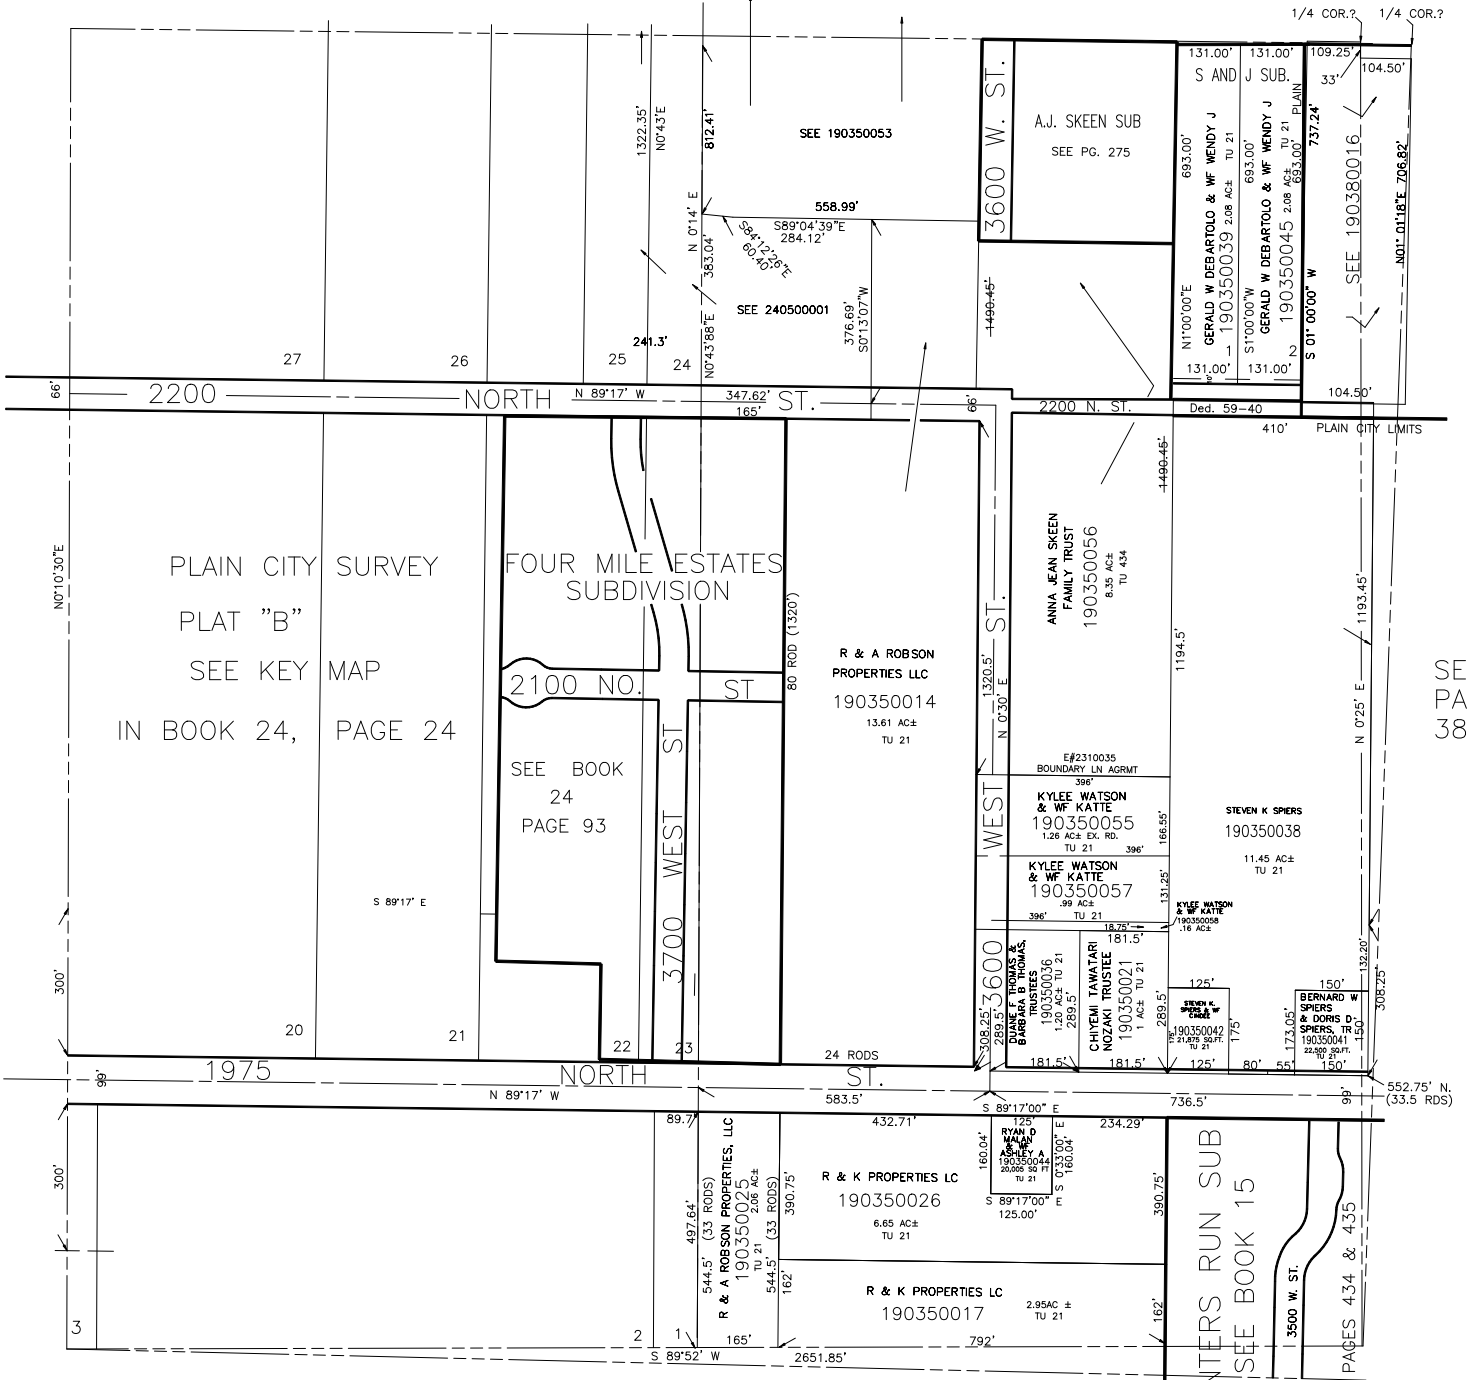 1/4 COR.?
1/4 COR.?
131.00'
131.00'
109.25'
33'
104.50'
S AND J SUB.
PLAIN
A.J. SKEEN SUB
SEE PG. 275
3600 W. ST.
1322.35'
N0°43'E
812.41'
SEE 190350053
558.99'
S89°04'39"E
284.12'
S84°12'26"E
60.40'
N 0°14' E
383.04'
SEE 240500001
376.69'
S0°13'07"W
1490.45'
241.3'
N0°43'88"E
693.00'
N1°00'00"E
GERALD W DEBARTOLO & WF WENDY J
190350039
2.08 AC±
TU 21
1
693.00'
S1°00'00"W
GERALD W DEBARTOLO & WF WENDY J
190350045
2.08 AC±
TU 21
693.00'
2
737.24'
S 01° 00'00" W
SEE 190380016
N01° 01'18"E 706.82'
131.00'
131.00'
27
26
25
24
66'
2200
NORTH
N 89°17' W
347.62'
165'
ST.
66'
2200 N. ST.
Ded. 59-40
104.50'
410'
PLAIN CITY LIMITS
N0°10'30"E
PLAIN CITY SURVEY
PLAT "B"
SEE KEY MAP
IN BOOK 24, PAGE 24
FOUR MILE ESTATES
SUBDIVISION
2100 NO.
ST
SEE BOOK
24
PAGE 93
3700 WEST ST
80 ROD (1320')
R & A ROBSON
PROPERTIES LLC
190350014
13.61 AC±
TU 21
1320.5'
N 0°30' E
3600 WEST ST.
ANNA JEAN SKEEN
FAMILY TRUST
190350056
8.35 AC±
TU 434
1490.45'
1194.5'
1193.45'
N 0°25' E
SE
PA
38
E#2310035
BOUNDARY LN AGRMT
396'
KYLEE WATSON
& WF KATTE
190350055
1.26 AC± EX. RD.
TU 21
396'
166.55'
KYLEE WATSON
& WF KATTE
190350057
.99 AC±
TU 21
396'
131.25'
18.75'
KYLEE WATSON
& WF KATTE
190350058
.16 AC±
STEVEN K SPIERS
190350038
11.45 AC±
TU 21
S 89°17' E
300'
20
21
22
23
308.25'
289.5'
DUANE F THOMAS &
BARBARA B THOMAS,
TRUSTEES
190350036
1.20 AC± TU 21
289.5'
181.5'
181.5'
CHIYEMI TAWATARI
NOZAKI TRUSTEE
190350021
1 AC± TU 21
289.5'
181.5'
125'
STEVEN K.
SPIERS & WF
CINDEE
190350042
21,875 SQ.FT.
TU 21
175'
175'
125'
80'
55'
173.05'
150'
BERNARD W
SPIERS
& DORIS D
SPIERS, TR
190350041
22,500 SQ.FT.
TU 21
150'
150'
132.20'
308.25'
24 RODS
1975
NORTH
ST.
99'
N 89°17' W
583.5'
S 89°17'00" E
736.5'
99'
552.75' N.
(33.5 RDS)
300'
89.7'
432.71'
125'
234.29'
497.64'
544.5' (33 RODS)
R & A ROBSON PROPERTIES, LLC
190350025
2.06 AC±
TU 21
544.5' (33 RODS)
390.75'
R & K PROPERTIES LC
190350026
6.65 AC±
TU 21
160.04'
RYAN D
MALAN
& WF
ASHLEY A
190350044
20,005 SQ FT
TU 21
S 0°33'00" E
160.04'
S 89°17'00" E
125.00'
390.75'
162'
R & K PROPERTIES LC
190350017
2.95AC ±
TU 21
162'
NTERS RUN SUB
SEE BOOK 15
3500 W. ST.
PAGES 434 & 435
3
2
1
165'
792'
S 89°52' W
2651.85'